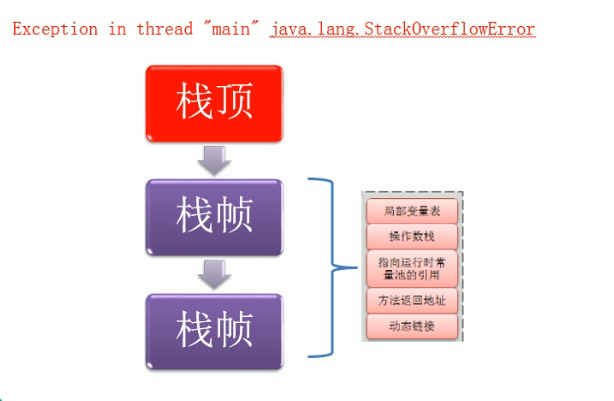 Exception in thread "main" java.lang.StackOverflowError
栈顶
栈帧
栈帧
局部变量表
操作数栈
指向运行时常
量池的引用
方法返回地址
动态链接